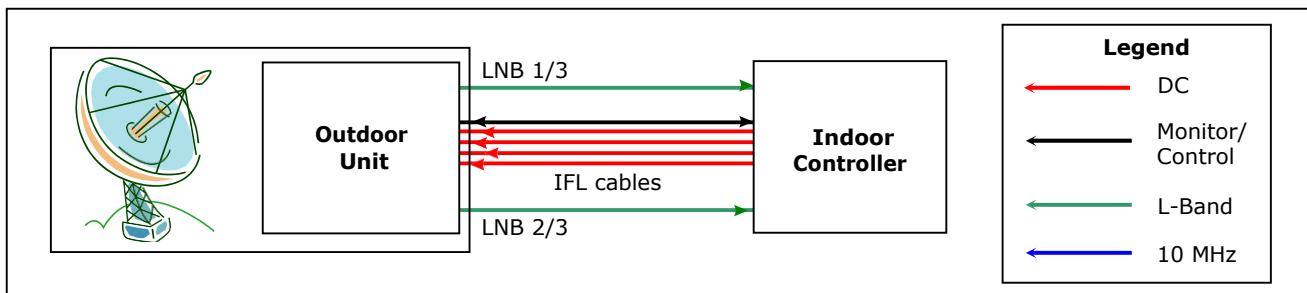 LNB 1/3
Outdoor
Unit
Indoor
Controller
IFL cables
LNB 2/3
Legend
DC
Monitor/
Control
L-Band
10 MHz